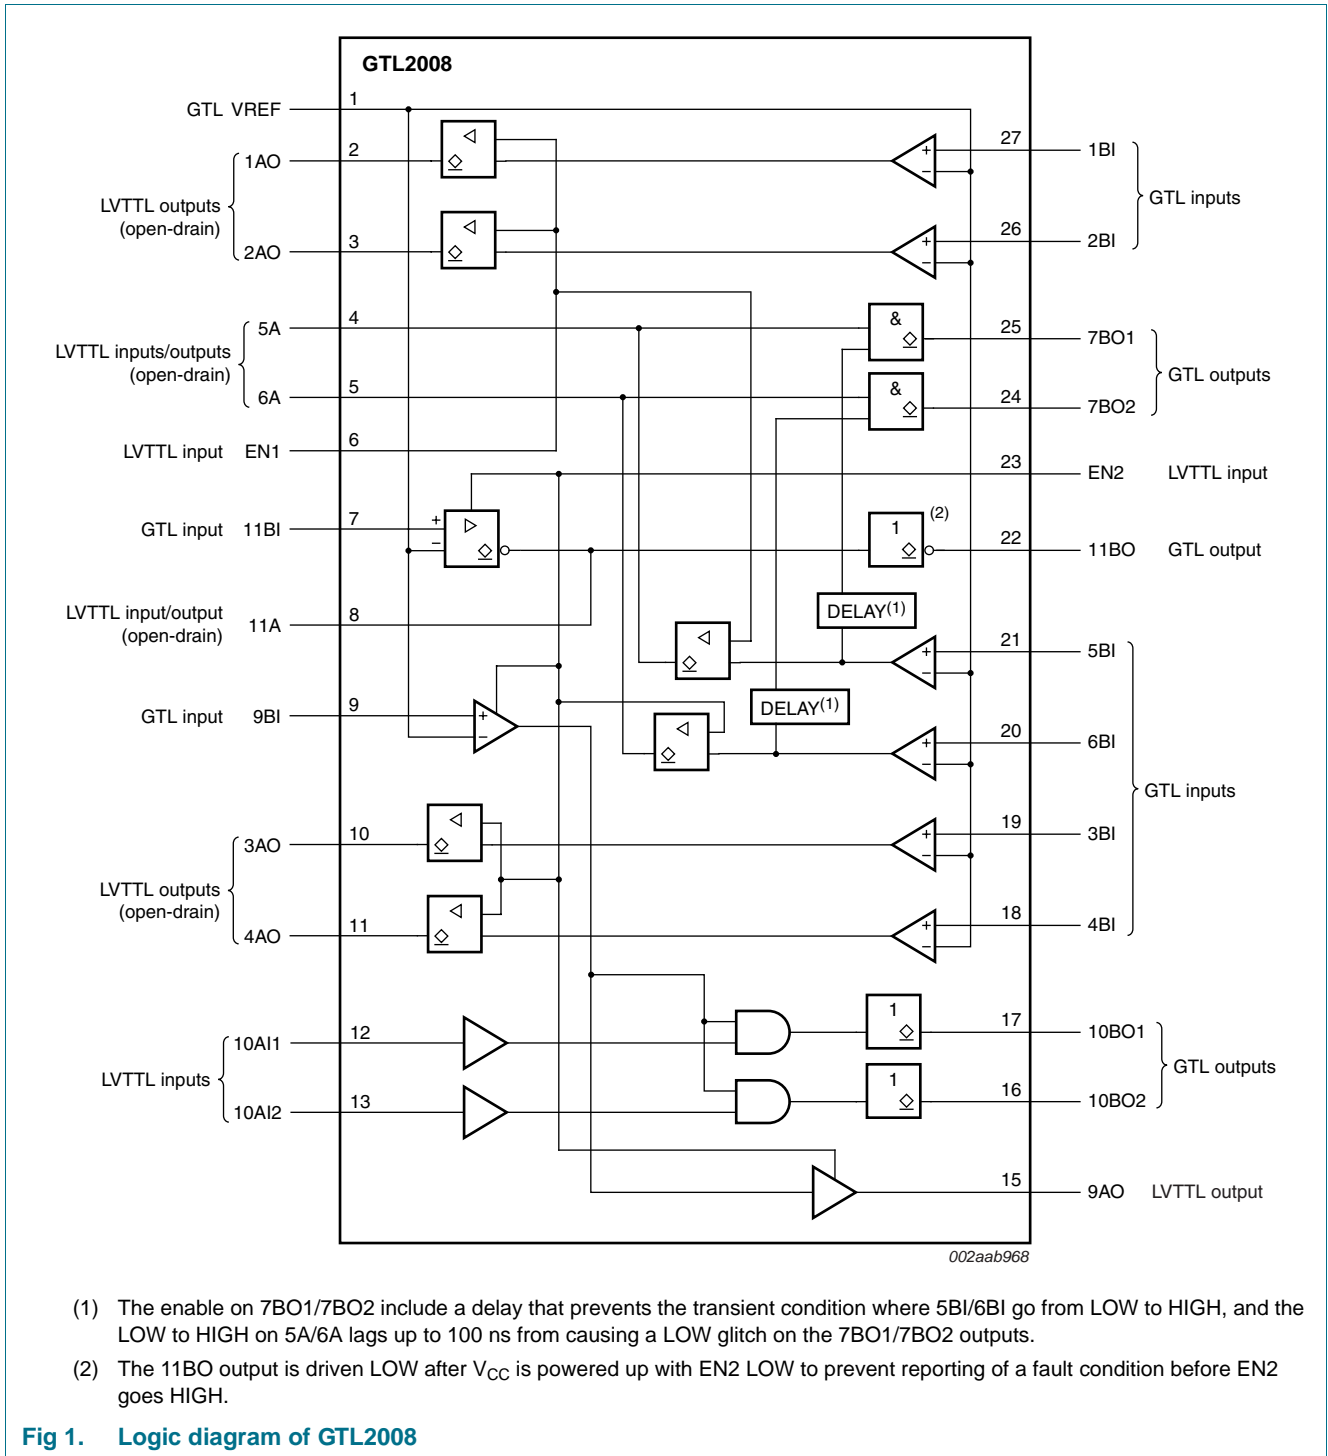 GTL2008
GTL VREF 1
1AO 2
27 1BI
LVTTL outputs
(open-drain)
GTL inputs
2AO 3
26 2BI
5A 4
&
25 7BO1
LVTTL inputs/outputs
(open-drain)
GTL outputs
6A 5
&
24 7BO2
LVTTL input EN1 6
23 EN2 LVTTL input
GTL input 11BI 7
+
−
1
(2)
22 11BO GTL output
LVTTL input/output
(open-drain)
11A 8
DELAY(1)
21 5BI
GTL input 9BI 9
DELAY(1)
20 6BI
GTL inputs
3AO 10
19 3BI
LVTTL outputs
(open-drain)
4AO 11
18 4BI
10AI1 12
1
17 10BO1
LVTTL inputs
GTL outputs
10AI2 13
1
16 10BO2
15 9AO LVTTL output
002aab968
(1) The enable on 7BO1/7BO2 include a delay that prevents the transient condition where 5BI/6BI go from LOW to HIGH, and the
LOW to HIGH on 5A/6A lags up to 100 ns from causing a LOW glitch on the 7BO1/7BO2 outputs.
(2) The 11BO output is driven LOW after VCC is powered up with EN2 LOW to prevent reporting of a fault condition before EN2
goes HIGH.
Fig 1. Logic diagram of GTL2008